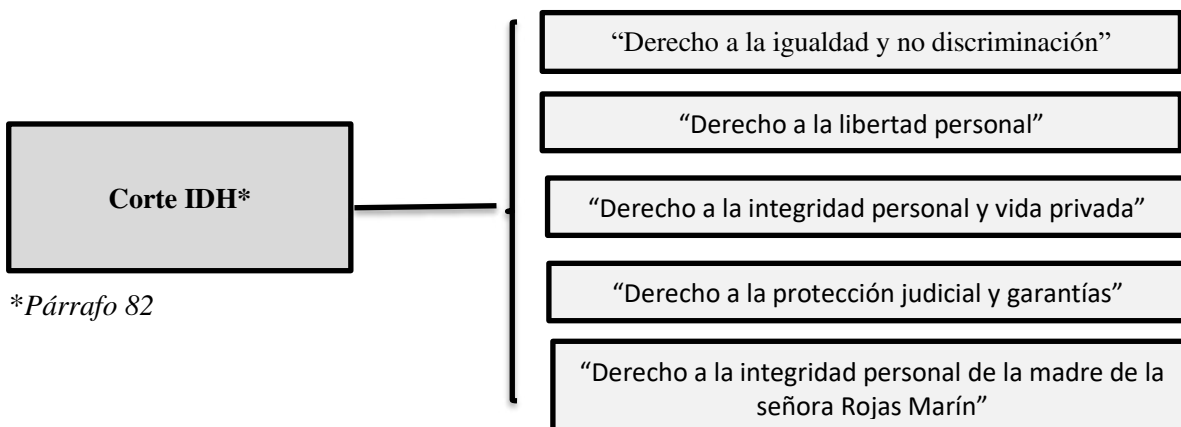 Corte IDH*
*Párrafo 82
“Derecho a la igualdad y no discriminación”
“Derecho a la libertad personal”
“Derecho a la integridad personal y vida privada”
“Derecho a la protección judicial y garantías”
“Derecho a la integridad personal de la madre de la
señora Rojas Marín”